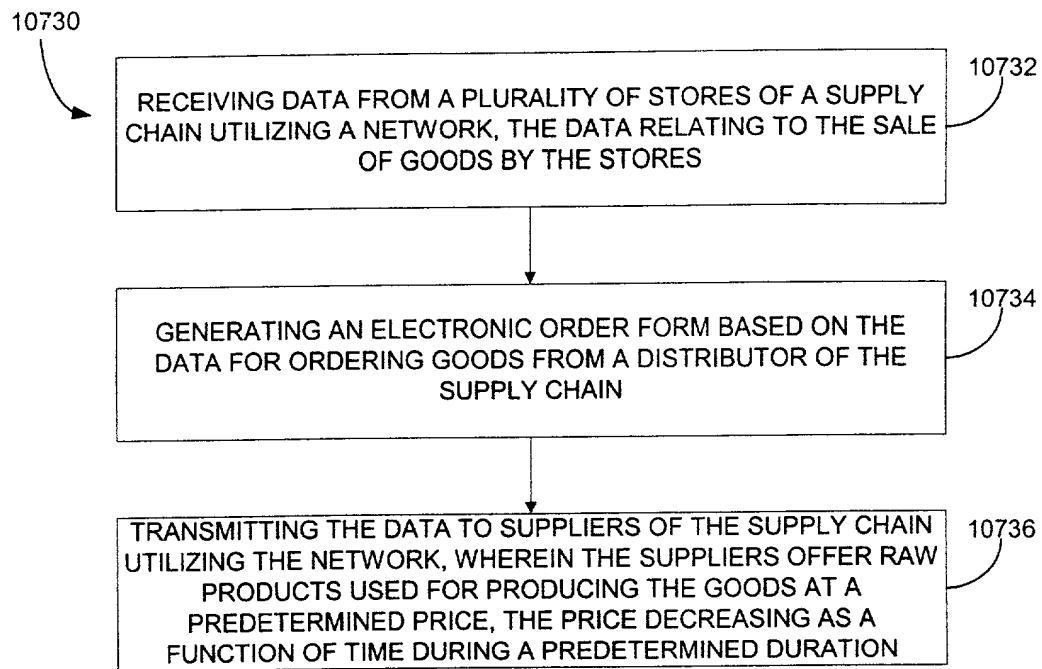 10730
10732
RECEIVING DATA FROM A PLURALITY OF STORES OF A SUPPLY
CHAIN UTILIZING A NETWORK, THE DATA RELATING TO THE SALE
OF GOODS BY THE STORES
10734
GENERATING AN ELECTRONIC ORDER FORM BASED ON THE
DATA FOR ORDERING GOODS FROM A DISTRIBUTOR OF THE
SUPPLY CHAIN
10736
TRANSMITTING THE DATA TO SUPPLIERS OF THE SUPPLY CHAIN
UTILIZING THE NETWORK, WHEREIN THE SUPPLIERS OFFER RAW
PRODUCTS USED FOR PRODUCING THE GOODS AT A
PREDETERMINED PRICE, THE PRICE DECREASING AS A
FUNCTION OF TIME DURING A PREDETERMINED DURATION